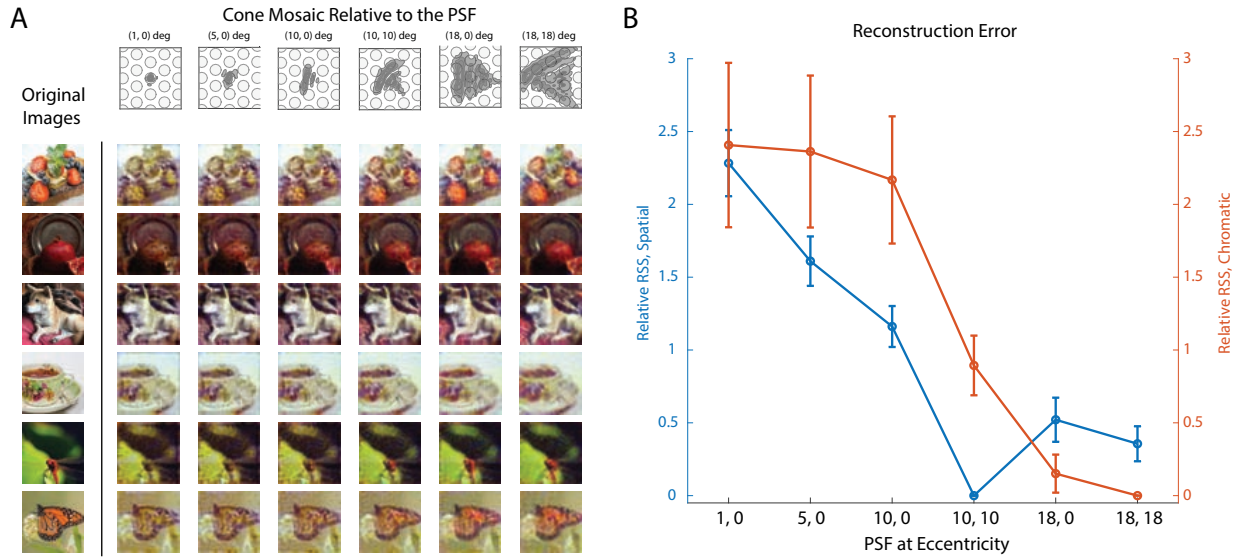 A
Cone Mosaic Relative to the PSF
(1, 0) deg
(5, 0) deg
(10, 0) deg
(10, 10) deg
(18, 0) deg
(18, 18) deg
Original
Images
B
Reconstruction Error
3
2.5
2
1.5
1
0.5
0
Relative RSS, Spatial
3
2.5
2
1.5
1
0.5
0
Relative RSS, Chromatic
1, 0
5, 0
10, 0
10, 10
18, 0
18, 18
PSF at Eccentricity